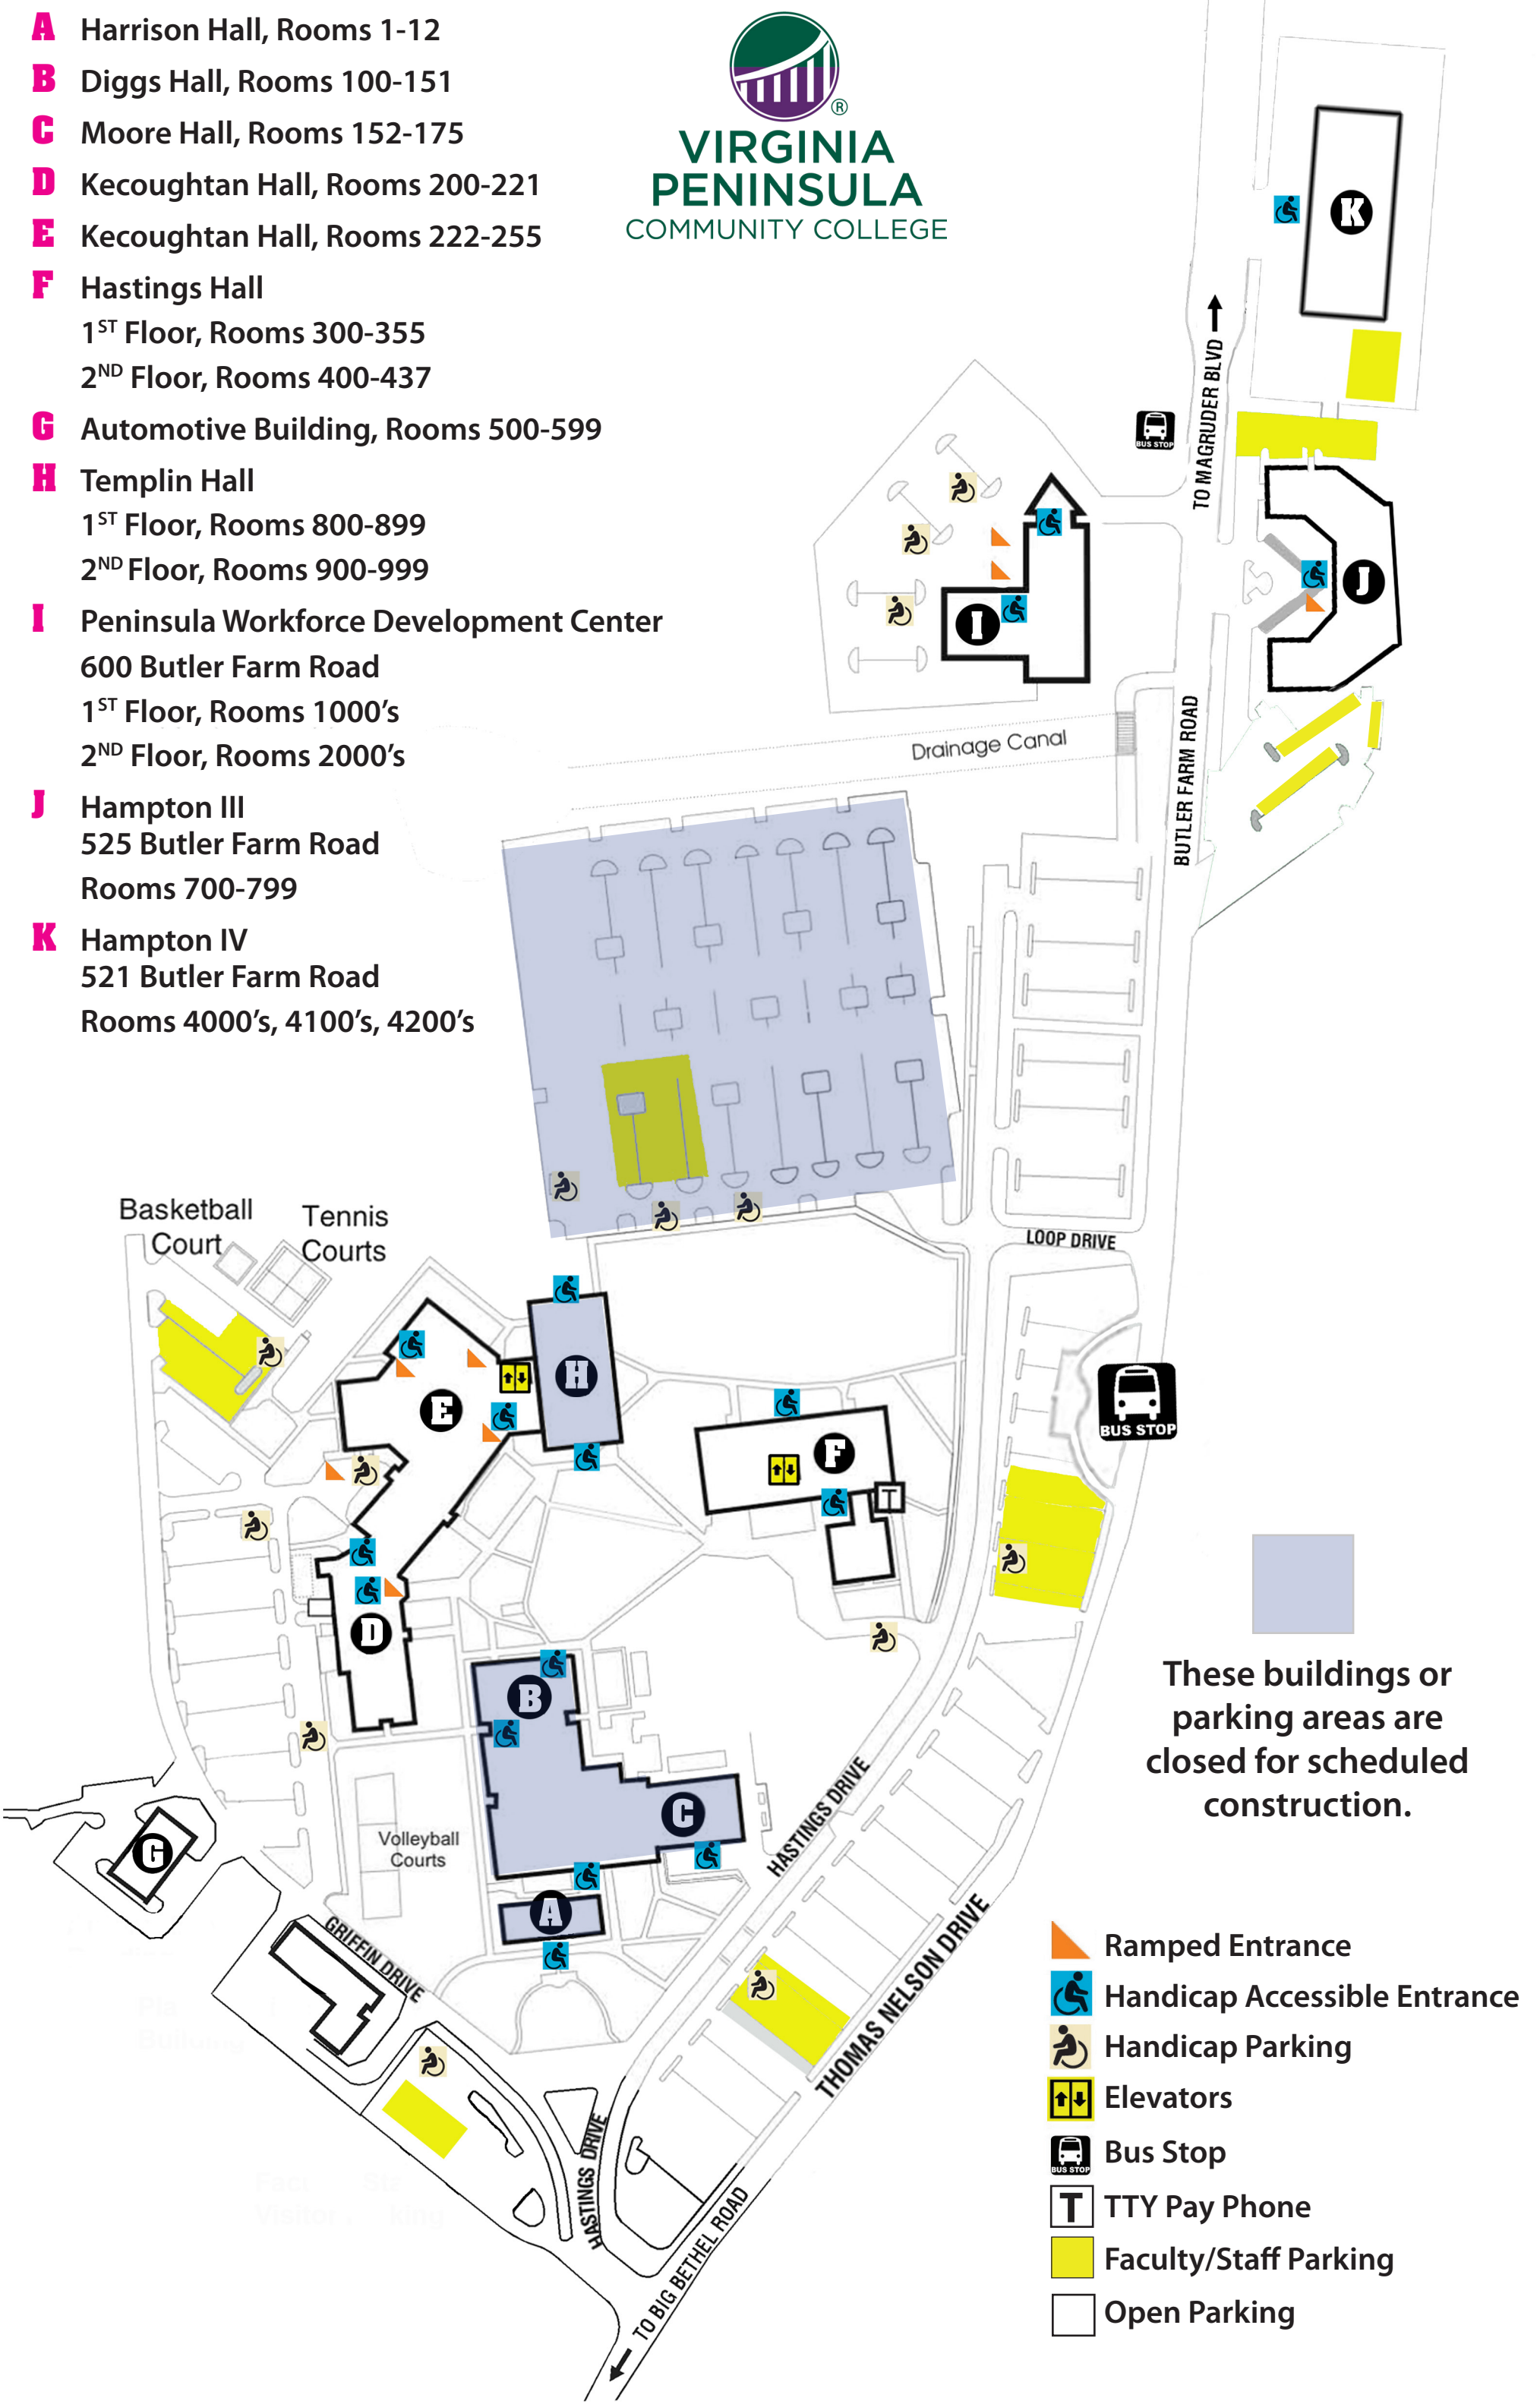 A Harrison Hall, Rooms 1-12
B Diggs Hall, Rooms 100-151
C Moore Hall, Rooms 152-175
D Kecoughtan Hall, Rooms 200-221
E Kecoughtan Hall, Rooms 222-255
F Hastings Hall
1ST Floor, Rooms 300-355
2ND Floor, Rooms 400-437
G Automotive Building, Rooms 500-599
H Templin Hall
1ST Floor, Rooms 800-899
2ND Floor, Rooms 900-999
I Peninsula Workforce Development Center
600 Butler Farm Road
1ST Floor, Rooms 1000’s
2ND Floor, Rooms 2000’s
J Hampton III
525 Butler Farm Road
Rooms 700-799
K Hampton IV
521 Butler Farm Road
Rooms 4000’s, 4100’s, 4200’s
®
VIRGINIA
PENINSULA
COMMUNITY COLLEGE
K
TO MAGRUDER BLVD
BUS STOP
J
I
Drainage Canal
BUTLER FARM ROAD
Basketball
Court
Tennis
Courts
LOOP DRIVE
H
E
F
BUS STOP
T
D
B
C
These buildings or
parking areas are
closed for scheduled
construction.
G
Volleyball
Courts
HASTINGS DRIVE
A
GRIFFIN DRIVE
THOMAS NELSON DRIVE
HASTINGS DRIVE
TO BIG BETHEL ROAD
Ramped Entrance
Handicap Accessible Entrance
Handicap Parking
Elevators
BUS STOP
Bus Stop
T TTY Pay Phone
Faculty/Staff Parking
Open Parking